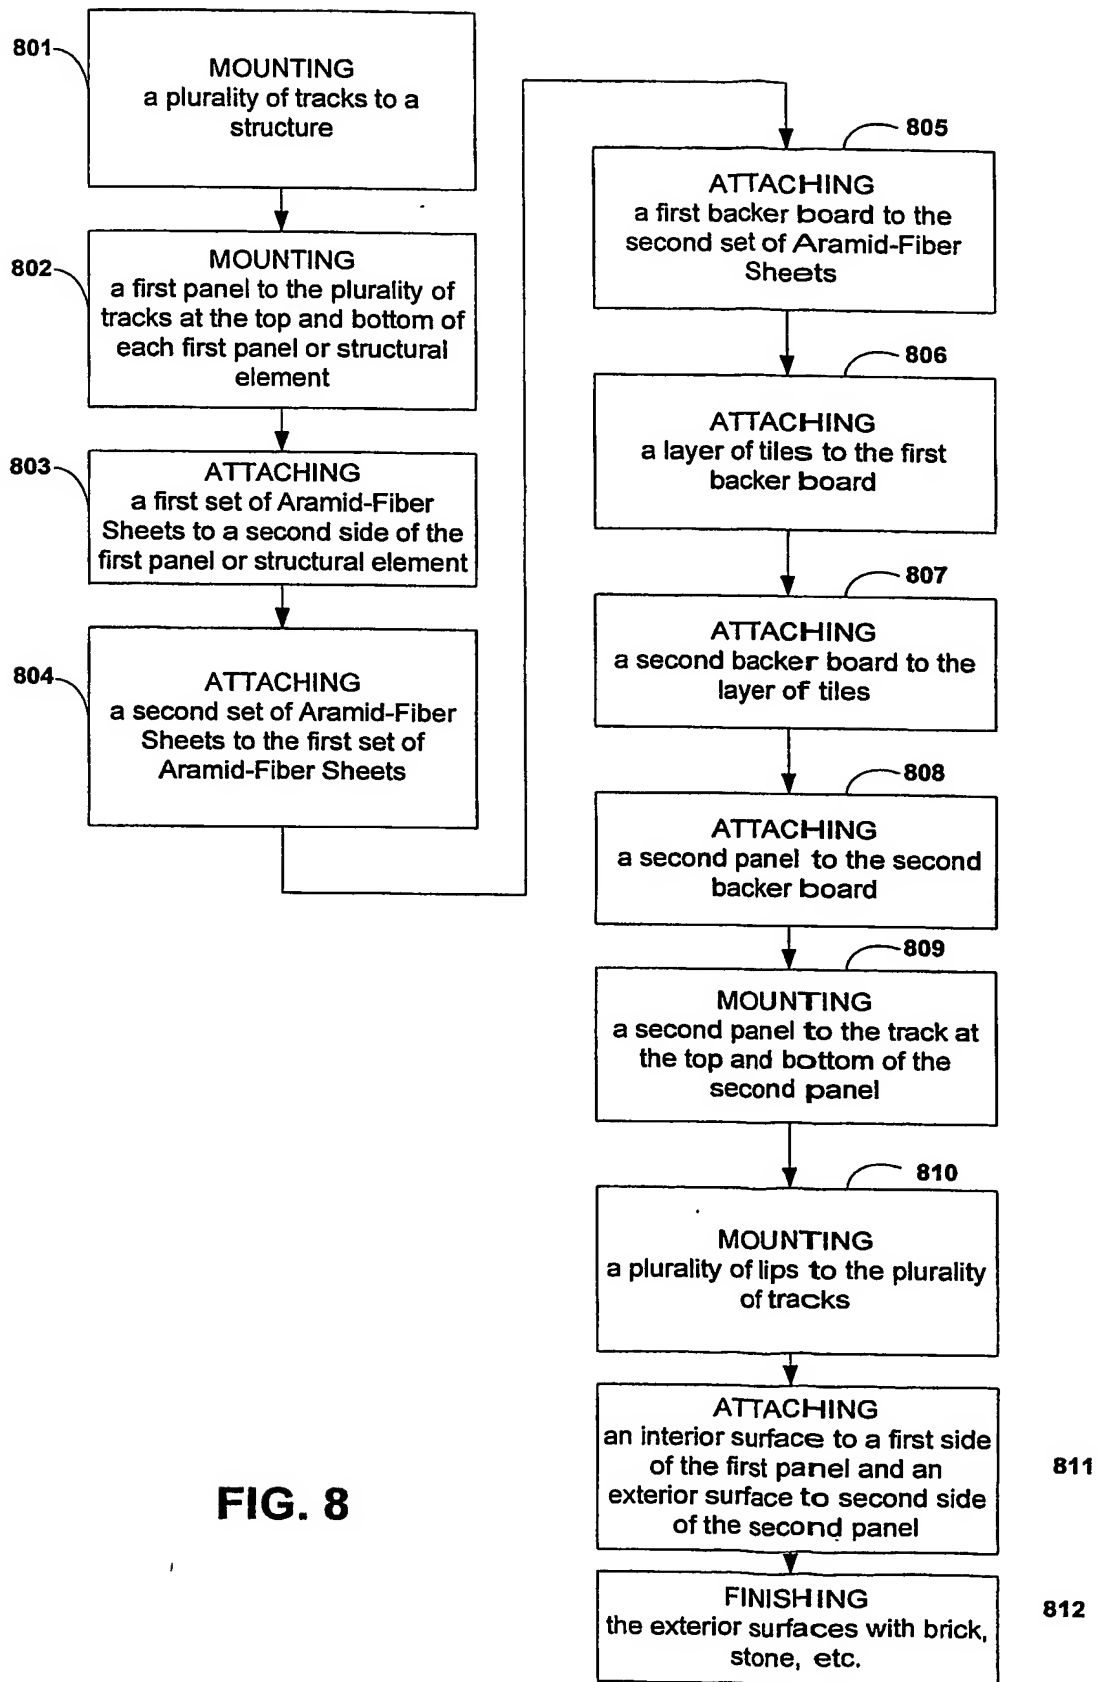 801
MOUNTING
a plurality of tracks to a
structure
802
MOUNTING
a first panel to the plurality of
tracks at the top and bottom of
each first panel or structural
element
803
ATTACHING
a first set of Aramid-Fiber
Sheets to a second side of the
first panel or structural element
804
ATTACHING
a second set of Aramid-Fiber
Sheets to the first set of
Aramid-Fiber Sheets
805
ATTACHING
a first backer board to the
second set of Aramid-Fiber
Sheets
806
ATTACHING
a layer of tiles to the first
backer board
807
ATTACHING
a second backer board to the
layer of tiles
808
ATTACHING
a second panel to the second
backer board
809
MOUNTING
a second panel to the track at
the top and bottom of the
second panel
810
MOUNTING
a plurality of lips to the plurality
of tracks
811
ATTACHING
an interior surface to a first side
of the first panel and an
exterior surface to second side
of the second panel
812
FINISHING
the exterior surfaces with brick,
stone, etc.
FIG. 8